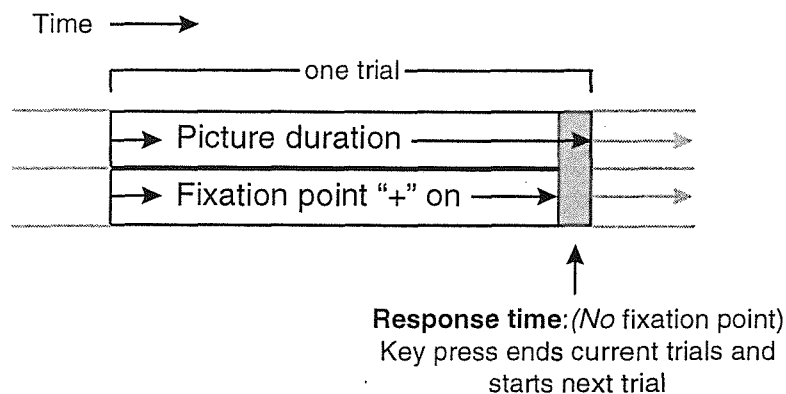 Time
one trial
Picture duration
Fixation point “+” on
Response time: (No fixation point)
Key press ends current trials and
starts next trial